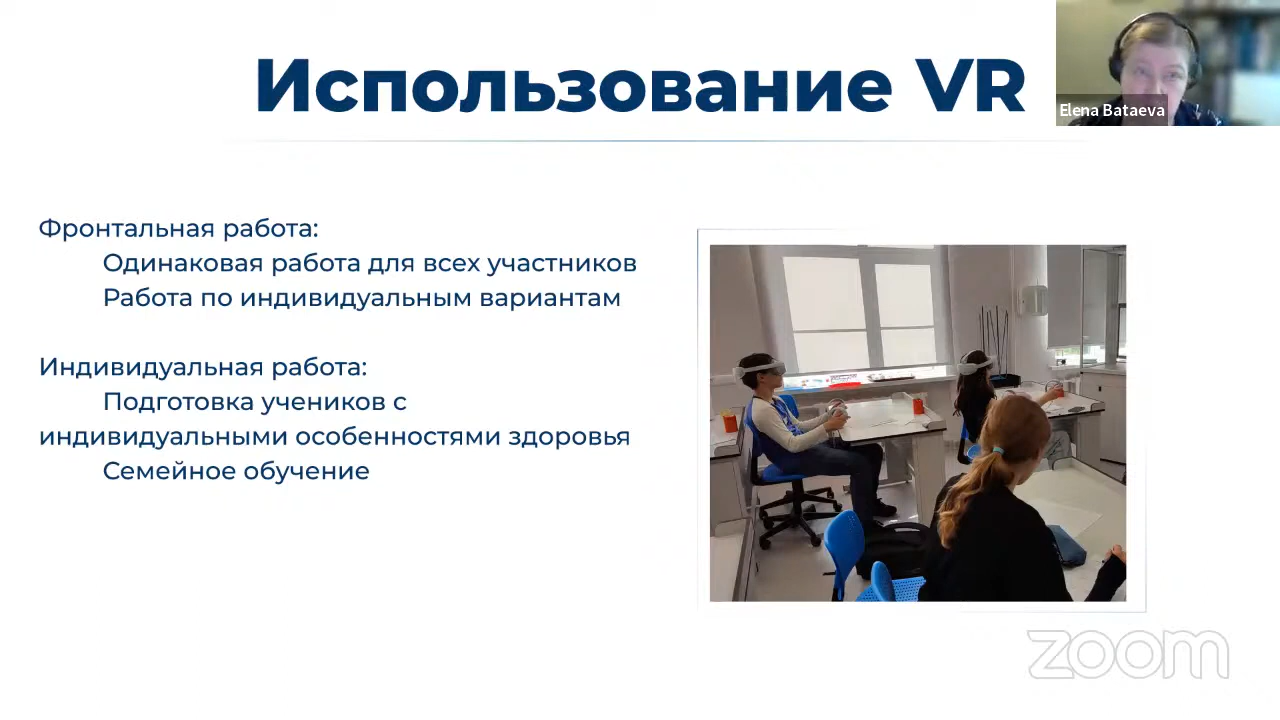 Использование VR
Elena Bataeva
Фронтальная работа:
Одинаковая работа для всех участников
Работа по индивидуальным вариантам
Индивидуальная работа:
Подготовка учеников с
индивидуальными особенностями здоровья
Семейное обучение
zoom